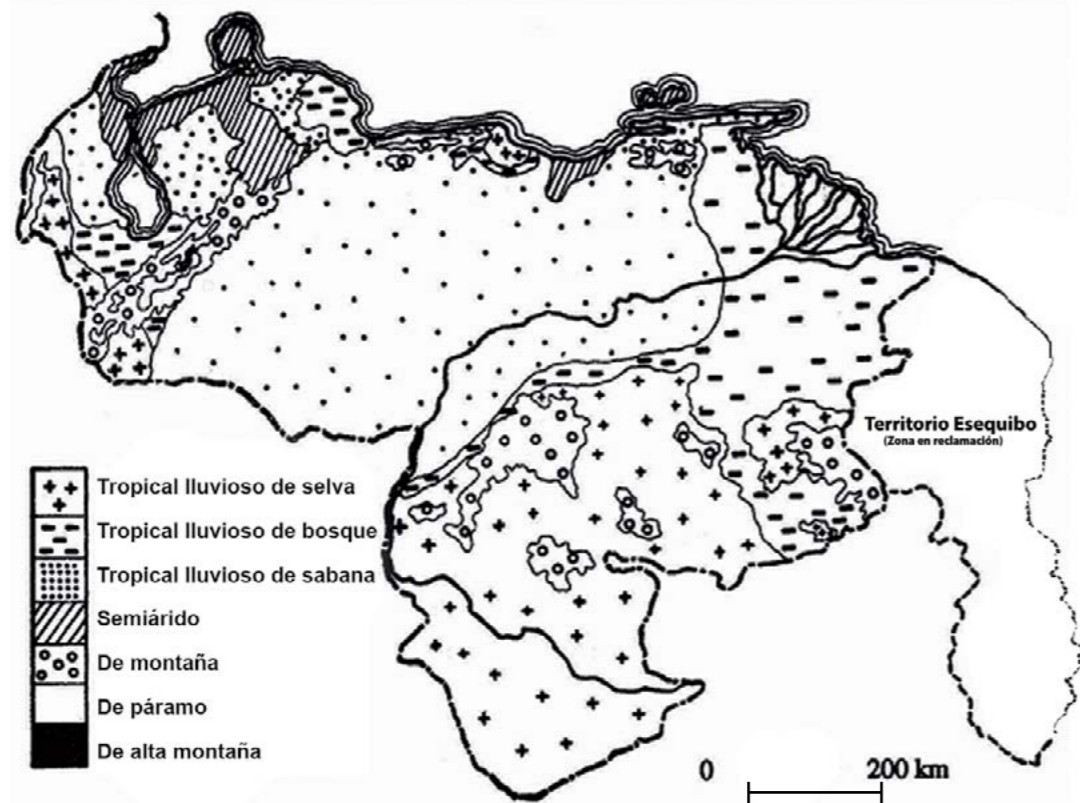 Territorio Esequibo
(Zona en reclamación)
Tropical lluvioso de selva
Tropical lluvioso de bosque
Tropical lluvioso de sabana
Semiárido
De montaña
De páramo
De alta montaña
0 200 km